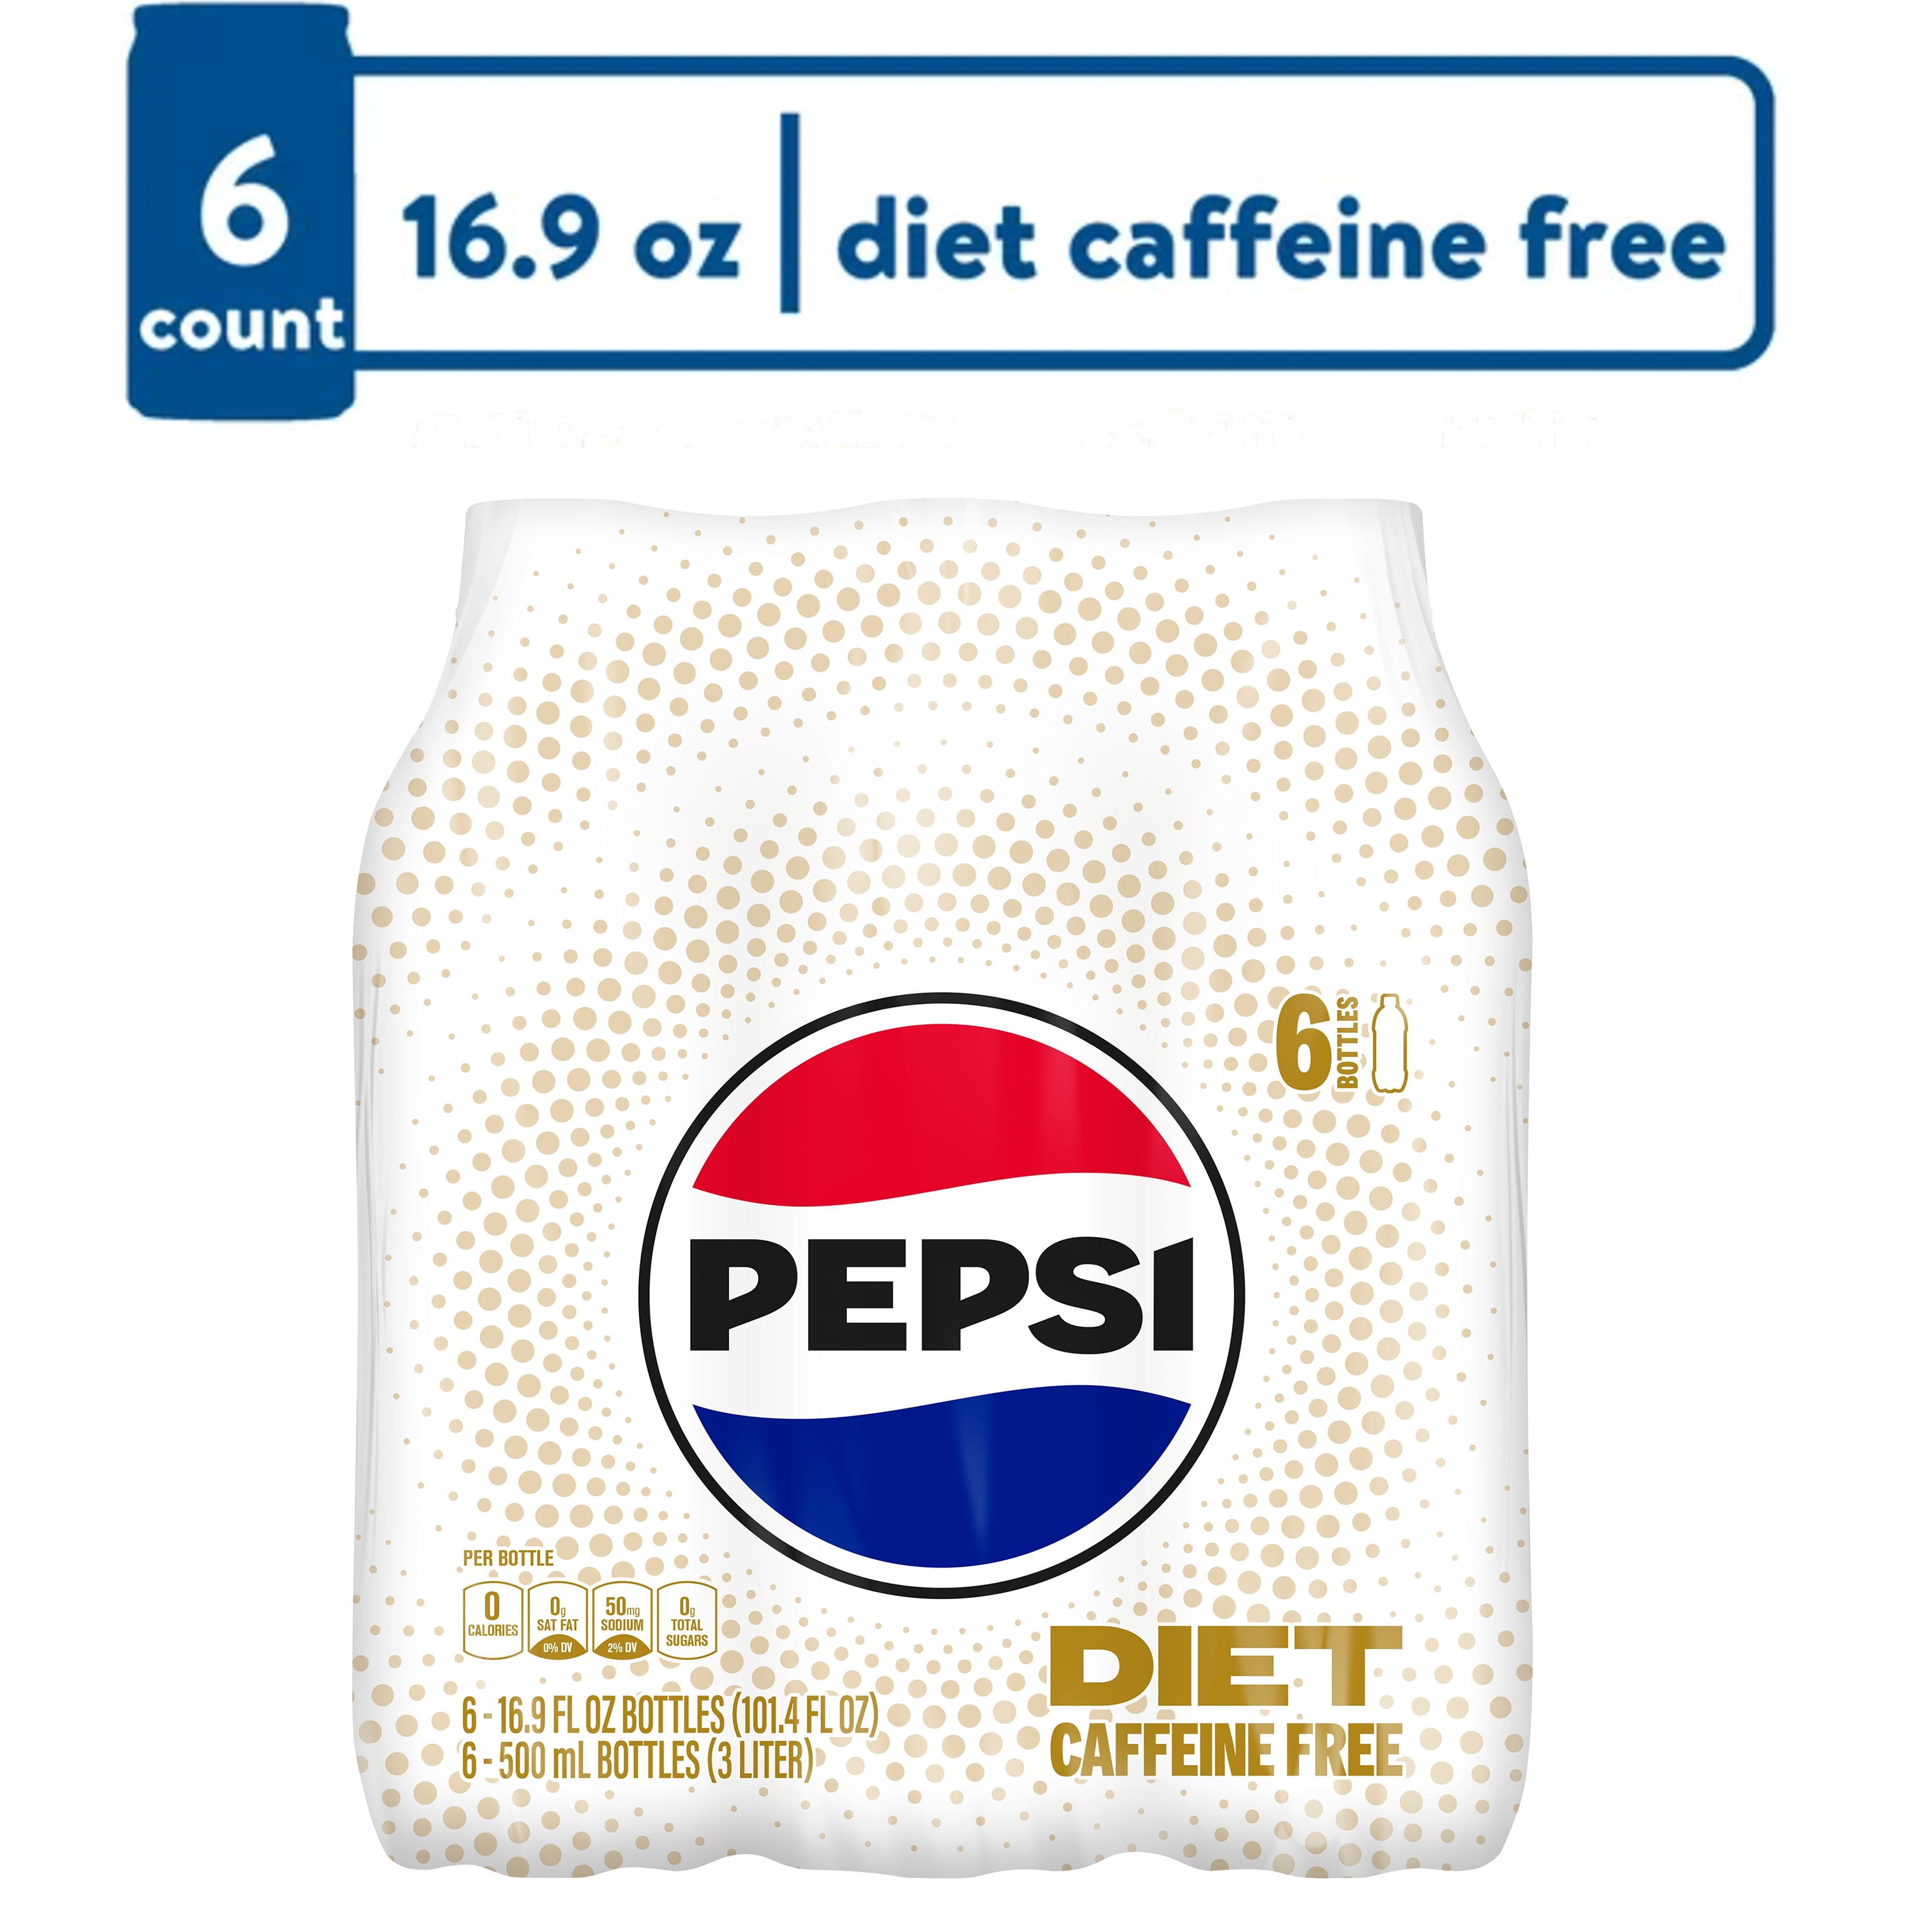 6
count
16.9 oz | diet caffeine free
6 BOTTLES
PEPSI
PER BOTTLE
0 CALORIES
0g SAT FAT 0% DV
50mg SODIUM 2% DV
0g TOTAL SUGARS
6 - 16.9 FL OZ BOTTLES (101.4 FL OZ)
6 - 500 mL BOTTLES (3 LITER)
DIET
CAFFEINE FREE